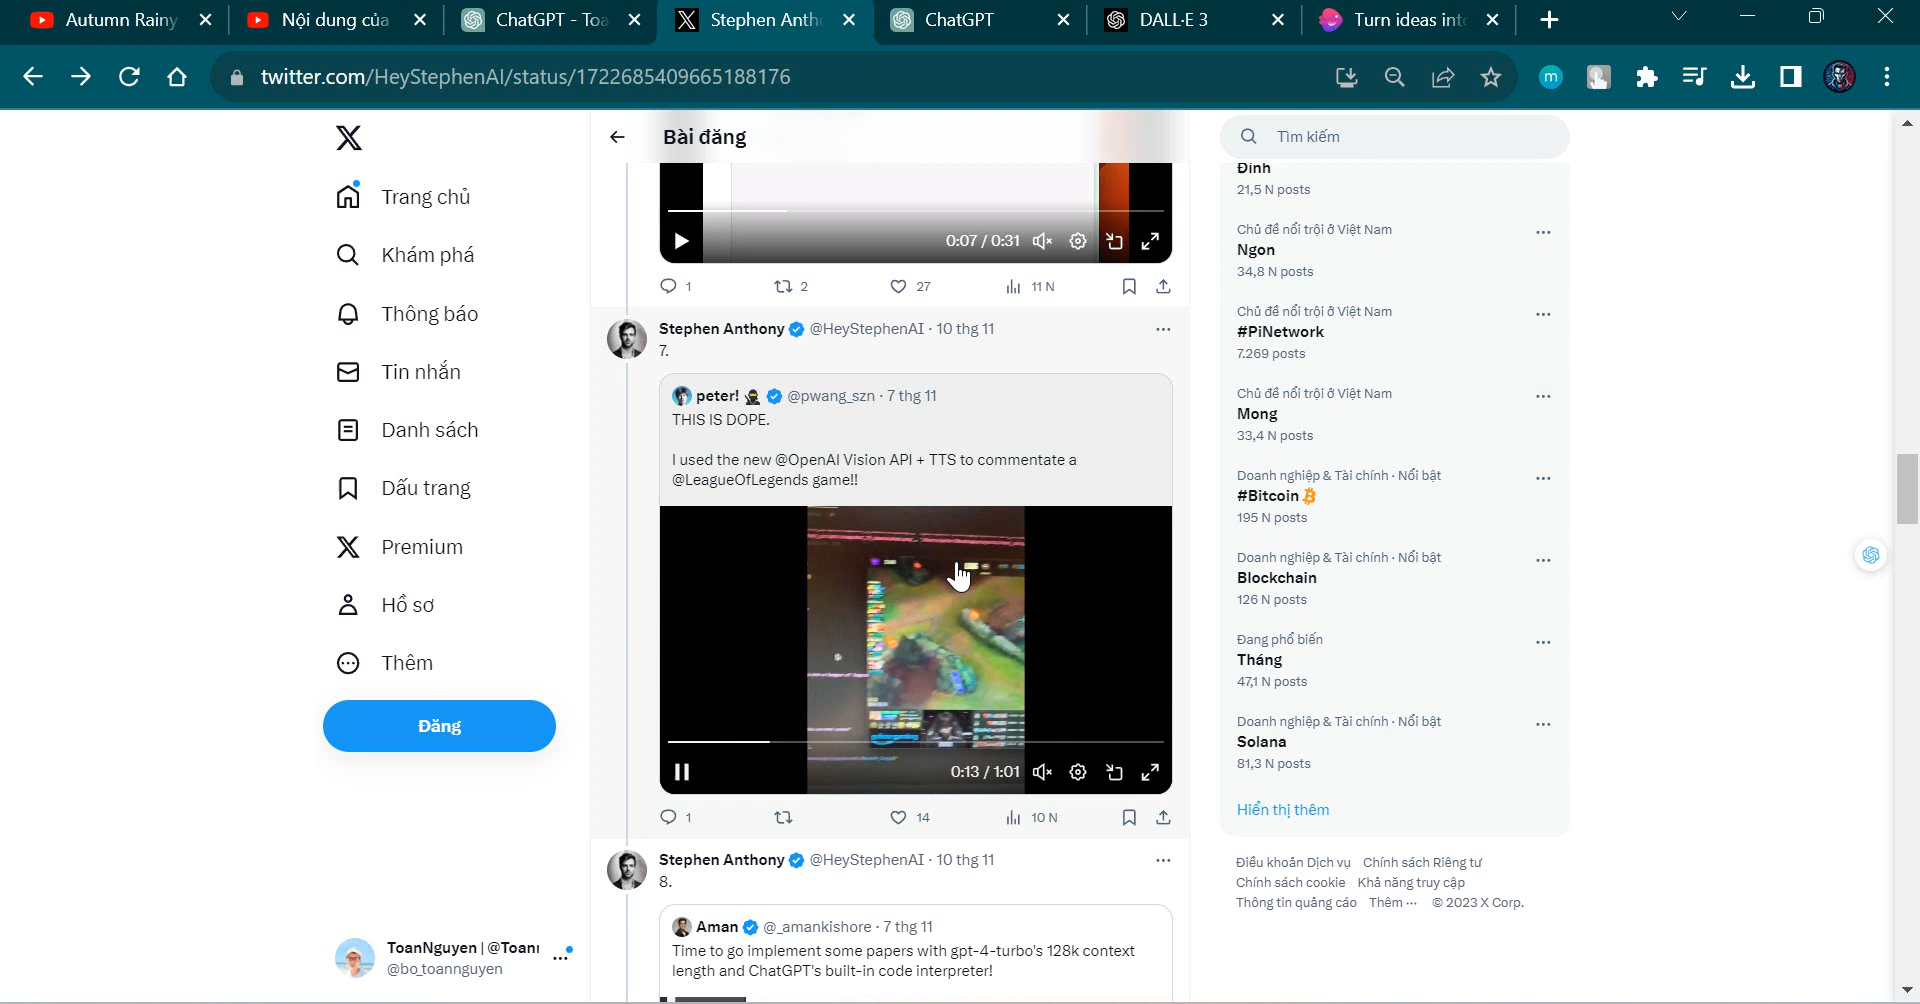 Autumn Rainy
Nội dung của
ChatGPT - Toa
Stephen Anth
ChatGPT
DALL·E 3
Turn ideas into
twitter.com/HeyStephenAI/status/1722685409665188176
m
Trang chủ
Khám phá
Thông báo
Tin nhắn
Danh sách
Dấu trang
Premium
Hồ sơ
Thêm
Đăng
ToanNguyen | @Toanr
@bo_toannguyen
Bài đăng
0:07 / 0:31
1
2
27
11 N
Stephen Anthony @HeyStephenAI · 10 thg 11
7.
peter! @pwang_szn · 7 thg 11
THIS IS DOPE.
I used the new @OpenAI Vision API + TTS to commentate a
@LeagueOfLegends game!!
0:13 / 1:01
1
14
10 N
Stephen Anthony @HeyStephenAI · 10 thg 11
8.
Aman @_amankishore · 7 thg 11
Time to go implement some papers with gpt-4-turbo's 128k context
length and ChatGPT's built-in code interpreter!
Tìm kiếm
Đinh
21,5 N posts
Chủ đề nổi trội ở Việt Nam
Ngon
34,8 N posts
Chủ đề nổi trội ở Việt Nam
#PiNetwork
7.269 posts
Chủ đề nổi trội ở Việt Nam
Mong
33,4 N posts
Doanh nghiệp & Tài chính · Nổi bật
#Bitcoin
195 N posts
Doanh nghiệp & Tài chính · Nổi bật
Blockchain
126 N posts
Đang phổ biến
Tháng
47,1 N posts
Doanh nghiệp & Tài chính · Nổi bật
Solana
81,3 N posts
Hiển thị thêm
Điều khoản Dịch vụ Chính sách Riêng tư
Chính sách cookie Khả năng truy cập
Thông tin quảng cáo Thêm ··· © 2023 X Corp.